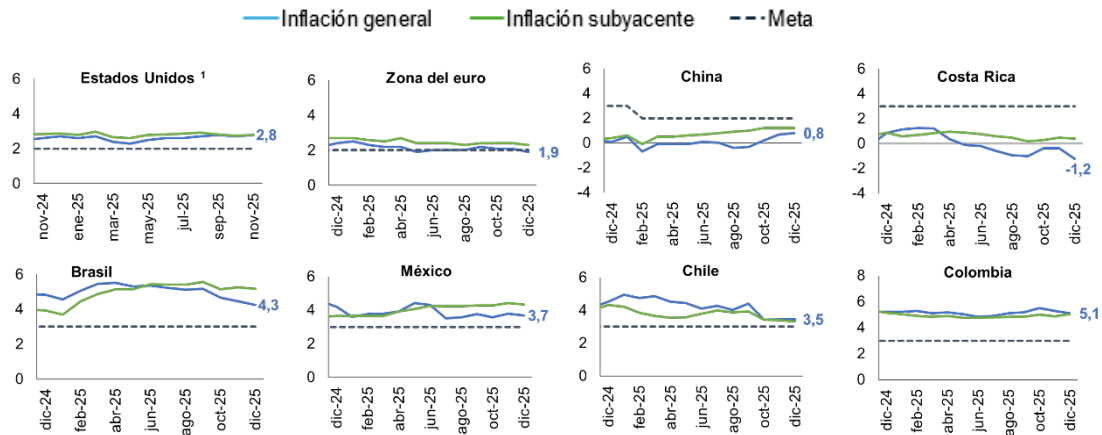 Inflación general Inflación subyacente Meta
Estados Unidos ¹
6
4
2
0
2,8
nov-24 ene-25 mar-25 may-25 jul-25 sep-25 nov-25
Zona del euro
6
4
2
0
1,9
dic-24 feb-25 abr-25 jun-25 ago-25 oct-25 dic-25
China
6
4
2
0
-2
-4
0,8
dic-24 feb-25 abr-25 jun-25 ago-25 oct-25 dic-25
Costa Rica
6
4
2
0
-2
-4
-1,2
dic-24 feb-25 abr-25 jun-25 ago-25 oct-25 dic-25
Brasil
6
4
2
0
4,3
dic-24 feb-25 abr-25 jun-25 ago-25 oct-25 dic-25
México
6
4
2
0
3,7
dic-24 feb-25 abr-25 jun-25 ago-25 oct-25 dic-25
Chile
6
4
2
0
3,5
dic-24 feb-25 abr-25 jun-25 ago-25 oct-25 dic-25
Colombia
8
6
4
2
0
5,1
dic-24 feb-25 abr-25 jun-25 ago-25 oct-25 dic-25